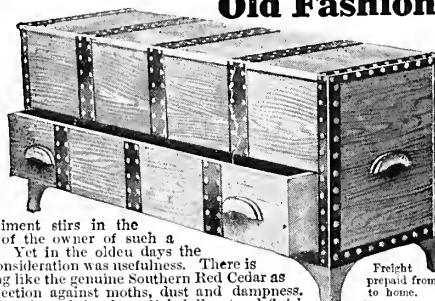 Old Fashion
iment stirs in the
of the owner of such a
Yet in the olden days the
onsideration was usefulness. There is
ng like the genuine Southern Red Cedar as
ection against moths, dust and dampness.
Freight
prepaid from
to home.